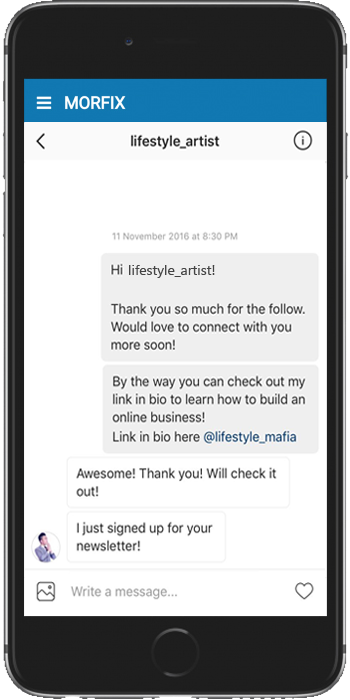 MORFIX
lifestyle_artist
11 November 2016 at 8:30 PM
Hi lifestyle_artist!
Thank you so much for the follow.
Would love to connect with you
more soon!
By the way you can check out my
link in bio to learn how to build an
online business!
Link in bio here @lifestyle_mafia
Awesome! Thank you! Will check it
out!
I just signed up for your
newsletter!
Write a message...